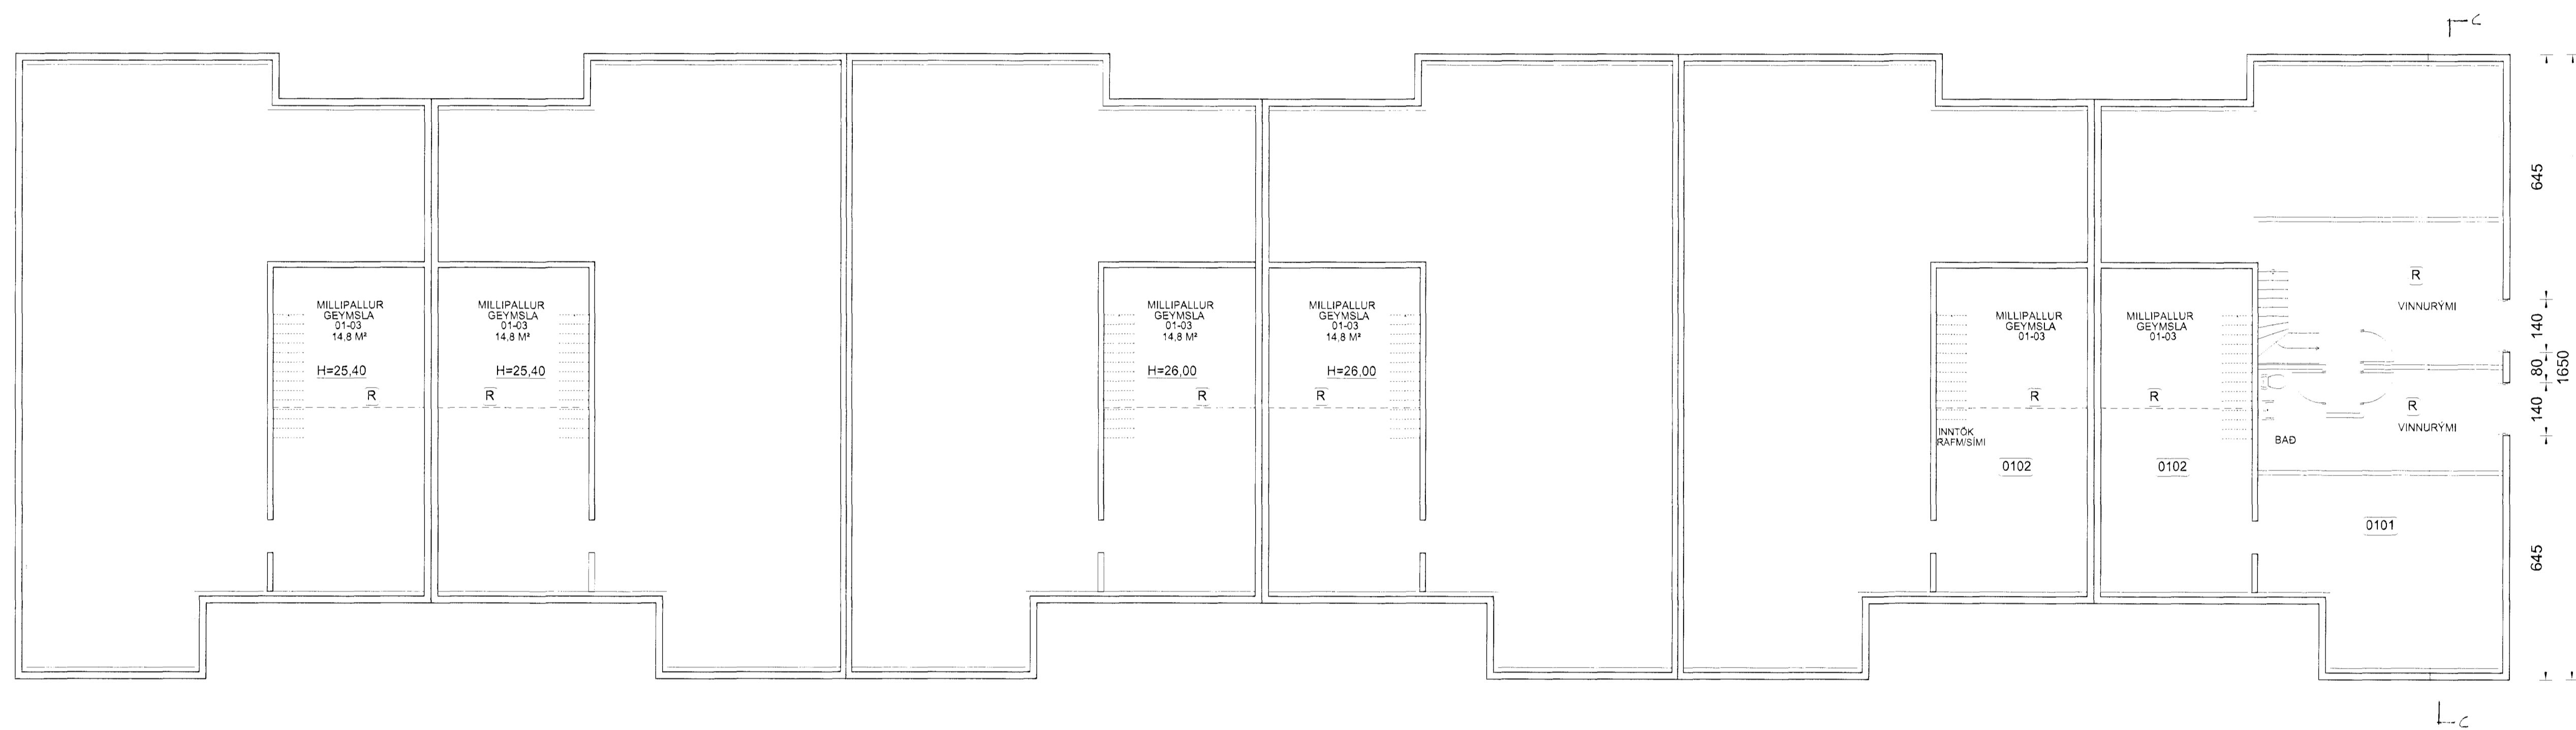 C
MILLIPALLUR
GEYMSLA
01-03
14,8 M²
H=25,40
R
MILLIPALLUR
GEYMSLA
01-03
14,8 M²
H=25,40
R
MILLIPALLUR
GEYMSLA
01-03
14,8 M²
H=26,00
R
MILLIPALLUR
GEYMSLA
01-03
14,8 M²
H=26,00
R
MILLIPALLUR
GEYMSLA
01-03
R
INNTÖK
RAFM/SÍMI
0102
MILLIPALLUR
GEYMSLA
01-03
R
0102
R
VINNURÝMI
R
VINNURÝMI
BAÐ
0101
645
140
80
140
645
1650
C